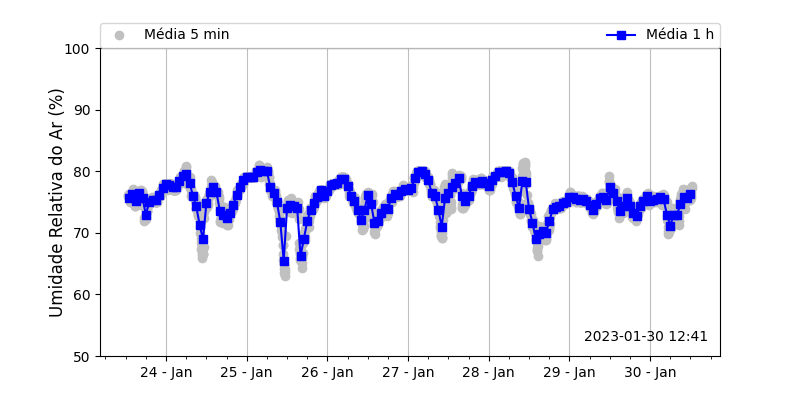 Média 5 min
Média 1 h
Umidade Relativa do Ar (%)
100
90
80
70
60
50
2023-01-30 12:41
24 - Jan
25 - Jan
26 - Jan
27 - Jan
28 - Jan
29 - Jan
30 - Jan